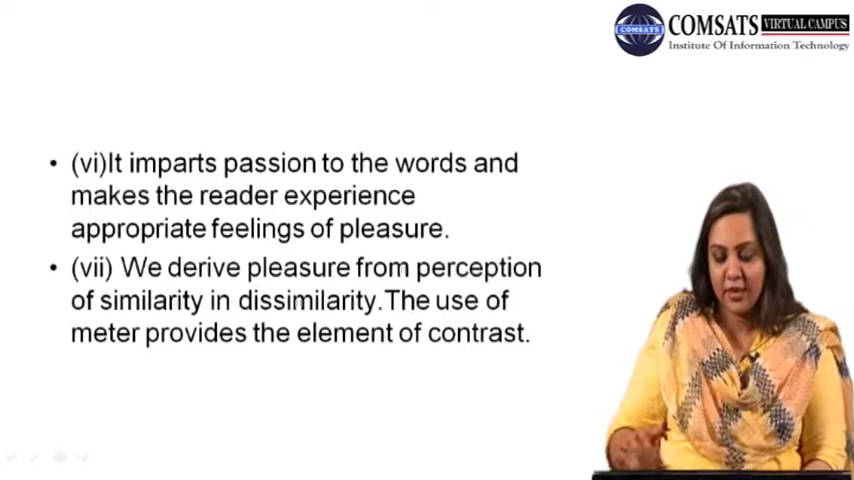 COMSATS VIRTUAL CAMPUS
COMSATS
Institute Of Information Technology
• (vi)It imparts passion to the words and
makes the reader experience
appropriate feelings of pleasure.
• (vii) We derive pleasure from perception
of similarity in dissimilarity.The use of
meter provides the element of contrast.